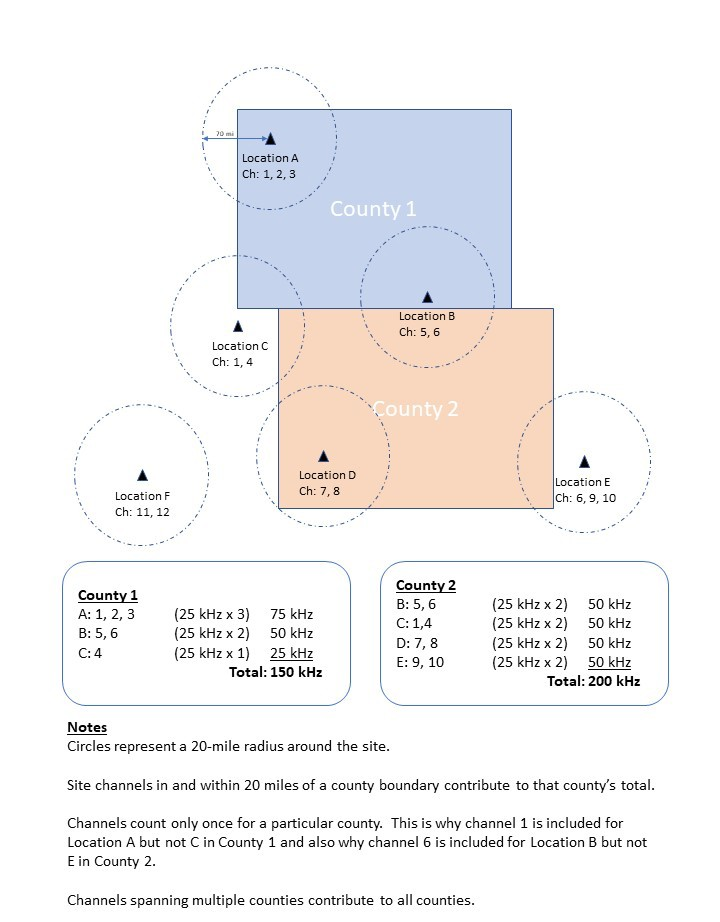 70 mi
Location A
Ch: 1, 2, 3
County 1
Location B
Ch: 5, 6
Location C
Ch: 1, 4
County 2
Location D
Ch: 7, 8
Location E
Ch: 6, 9, 10
Location F
Ch: 11, 12
County 1
A: 1, 2, 3 (25 kHz x 3) 75 kHz
B: 5, 6 (25 kHz x 2) 50 kHz
C: 4 (25 kHz x 1) 25 kHz
Total: 150 kHz
County 2
B: 5, 6 (25 kHz x 2) 50 kHz
C: 1,4 (25 kHz x 2) 50 kHz
D: 7, 8 (25 kHz x 2) 50 kHz
E: 9, 10 (25 kHz x 2) 50 kHz
Total: 200 kHz
Notes
Circles represent a 20-mile radius around the site.
Site channels in and within 20 miles of a county boundary contribute to that county's total.
Channels count only once for a particular county. This is why channel 1 is included for
Location A but not C in County 1 and also why channel 6 is included for Location B but not
E in County 2.
Channels spanning multiple counties contribute to all counties.